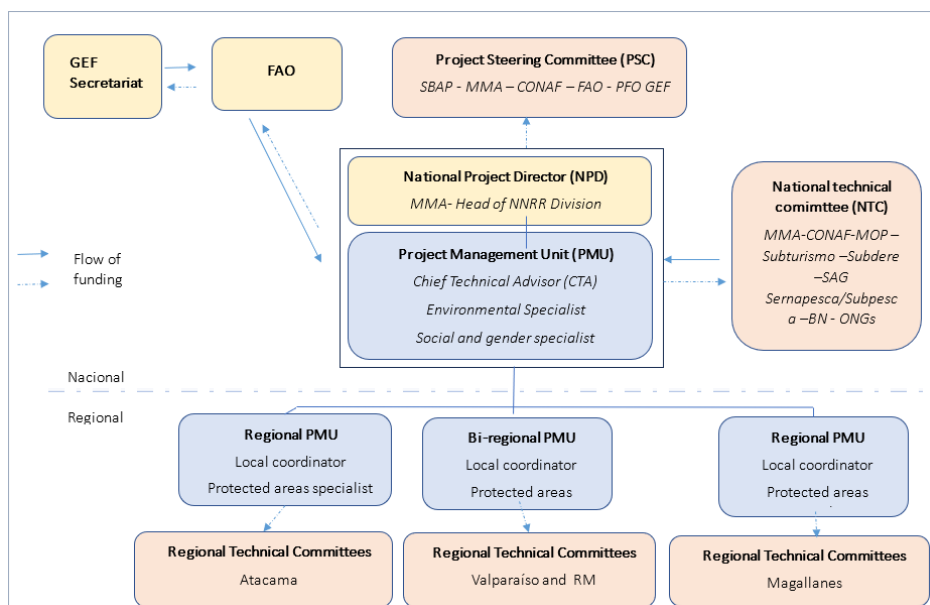 GEF
Secretariat
FAO
Project Steering Committee (PSC)
SBAP - MMA – CONAF – FAO - PFO GEF
National Project Director (NPD)
MMA- Head of NNRR Division
Project Management Unit (PMU)
Chief Technical Advisor (CTA)
Environmental Specialist
Social and gender specialist
National technical
comimttee (NTC)
MMA-CONAF-MOP –
Subturismo –Subdere
–SAG
Sernapesca/Subpesc
a –BN - ONGs
Flow of
funding
Nacional
Regional
Regional PMU
Local coordinator
Protected areas specialist
Bi-regional PMU
Local coordinator
Protected areas
Regional PMU
Local coordinator
Protected areas
Regional Technical Committees
Atacama
Regional Technical Committees
Valparaíso and RM
Regional Technical Committees
Magallanes